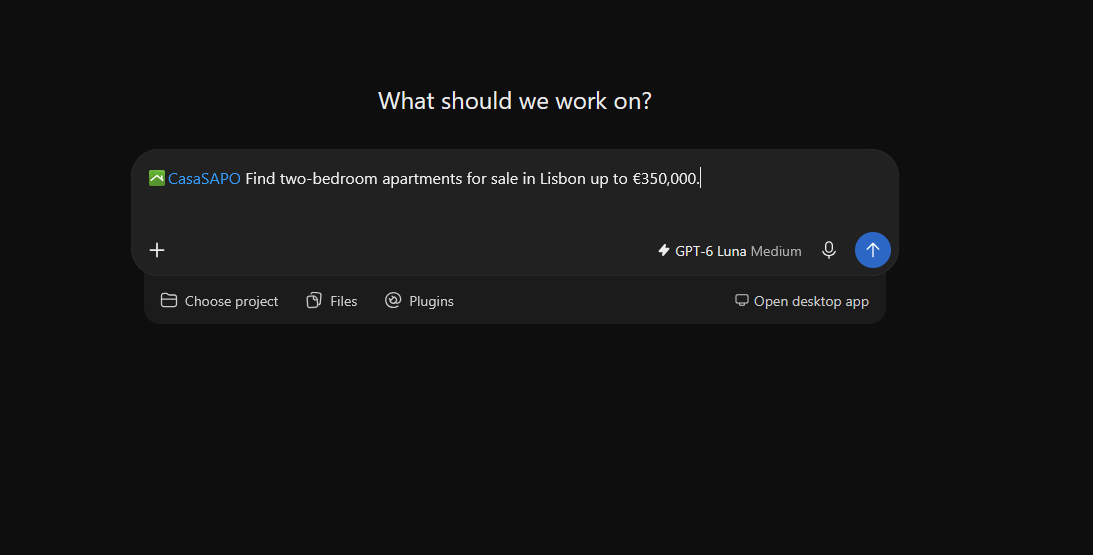 What should we work on?
CasaSAPO Find two-bedroom apartments for sale in Lisbon up to €350,000.
GPT-6 Luna Medium
Choose project Files Plugins Open desktop app